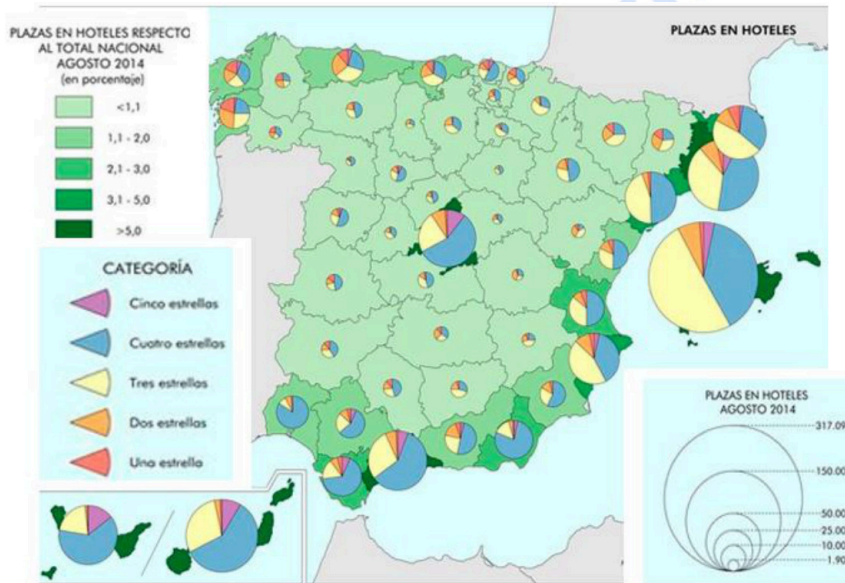 PLAZAS EN HOTELES RESPECTO
AL TOTAL NACIONAL
AGOSTO 2014
(en porcentaje)
<1,1
1,1 - 2,0
2,1 - 3,0
3,1 - 5,0
>5,0
PLAZAS EN HOTELES
CATEGORÍA
Cinco estrellas
Cuatro estrellas
Tres estrellas
Dos estrellas
Una estrella
PLAZAS EN HOTELES
AGOSTO 2014
317.09
150.00
50.00
25.00
10.00
1.90